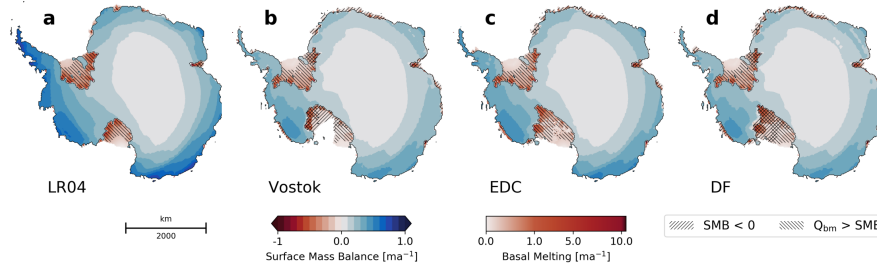 a
b
c
d
LR04
Vostok
EDC
DF
km
2000
-1 0.0 1.0
Surface Mass Balance [ma⁻¹]
0.0 1.0 5.0 10.0
Basal Melting [ma⁻¹]
SMB < 0
Q_bm > SMB